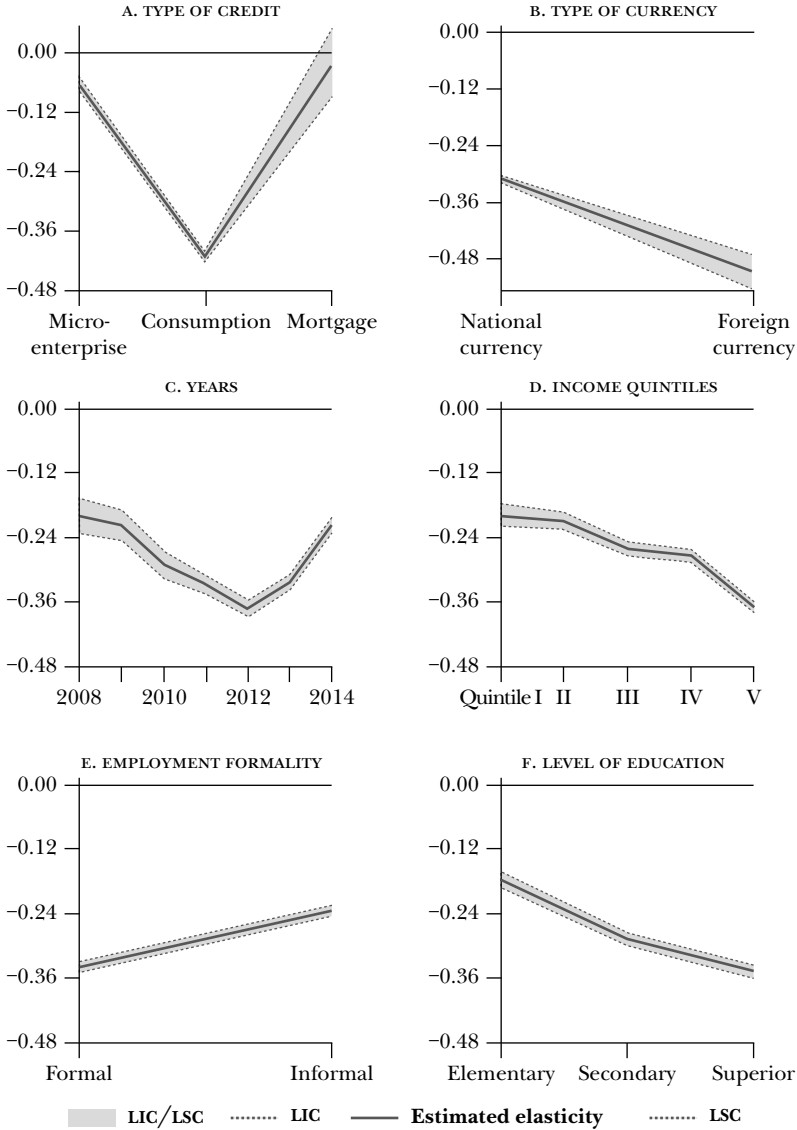 A. TYPE OF CREDIT
0.00
−0.12
−0.24
−0.36
−0.48
Micro-
enterprise
Consumption
Mortgage
B. TYPE OF CURRENCY
0.00
−0.12
−0.24
−0.36
−0.48
National
currency
Foreign
currency
C. YEARS
0.00
−0.12
−0.24
−0.36
−0.48
2008 2010 2012 2014
D. INCOME QUINTILES
0.00
−0.12
−0.24
−0.36
−0.48
Quintile I II III IV V
E. EMPLOYMENT FORMALITY
0.00
−0.12
−0.24
−0.36
−0.48
Formal Informal
F. LEVEL OF EDUCATION
0.00
−0.12
−0.24
−0.36
−0.48
Elementary Secondary Superior
LIC/LSC LIC Estimated elasticity LSC